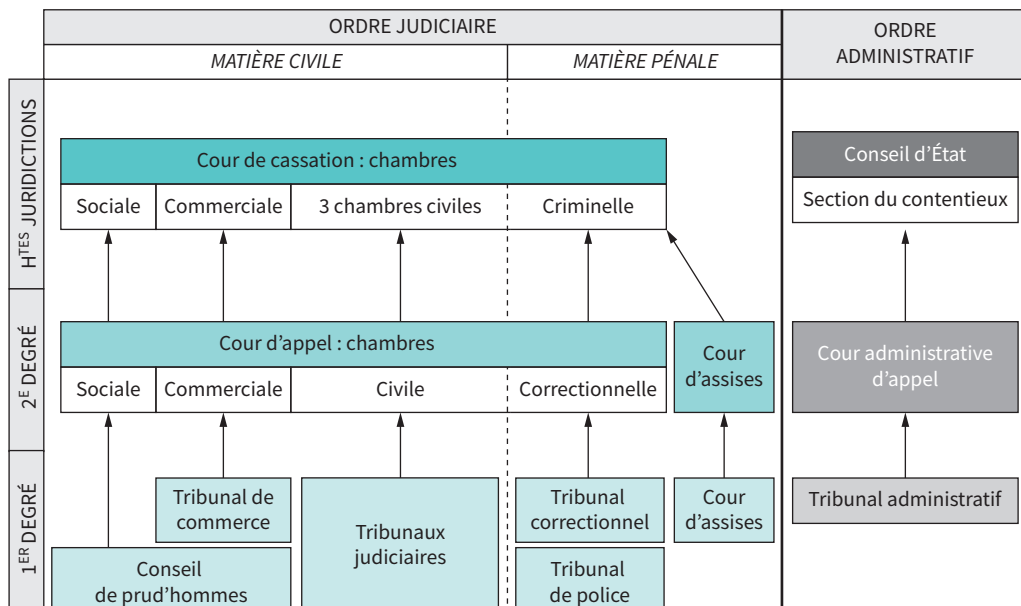 ORDRE JUDICIAIRE
ORDRE
ADMINISTRATIF
MATIÈRE CIVILE
MATIÈRE PÉNALE
HTES JURIDICTIONS
Cour de cassation : chambres
Sociale
Commerciale
3 chambres civiles
Criminelle
Conseil d’État
Section du contentieux
2E DEGRÉ
Cour d’appel : chambres
Sociale
Commerciale
Civile
Correctionnelle
Cour
d’assises
Cour administrative
d’appel
1ER DEGRÉ
Tribunal de
commerce
Conseil
de prud’hommes
Tribunaux
judiciaires
Tribunal
correctionnel
Tribunal
de police
Cour
d’assises
Tribunal administratif